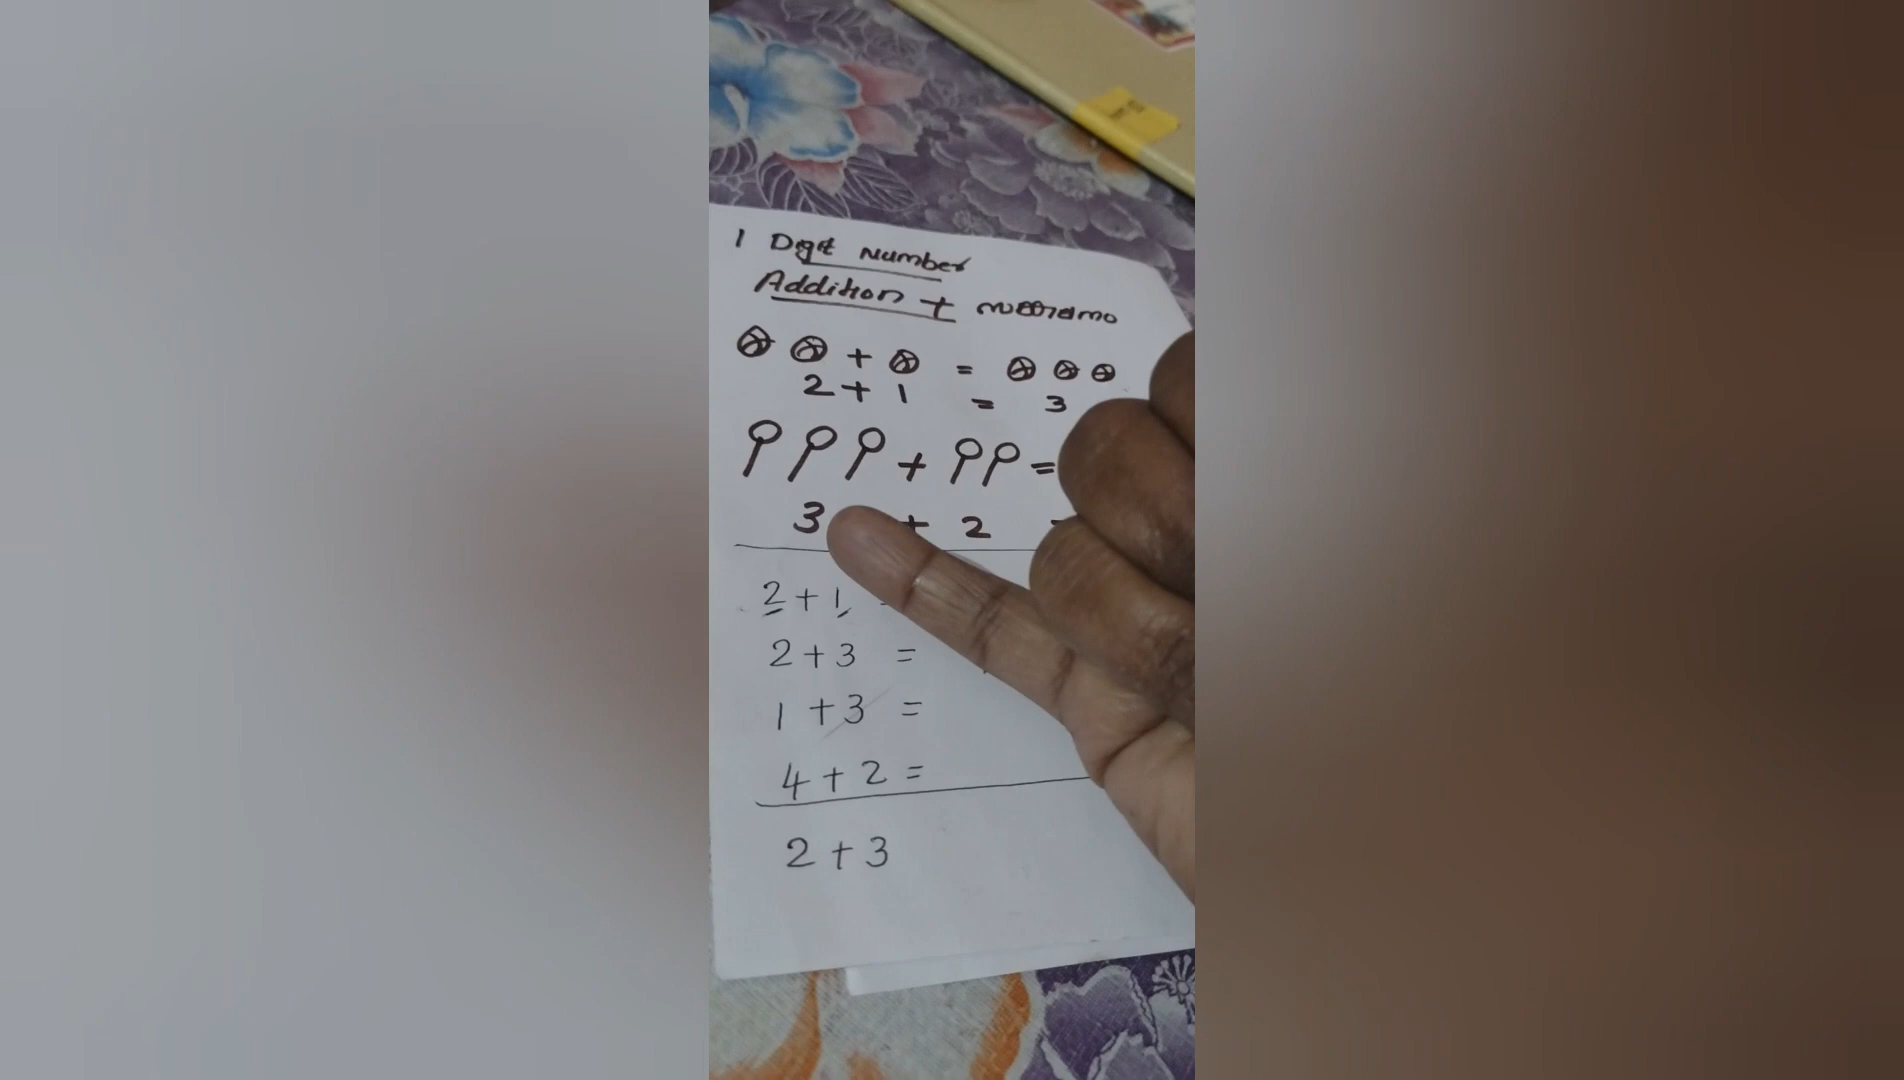 1 Digit Number
Addition +
+ =
2 + 1 = 3
+ =
3 + 2
2 + 1
2 + 3 =
1 + 3 =
4 + 2 =
2 + 3